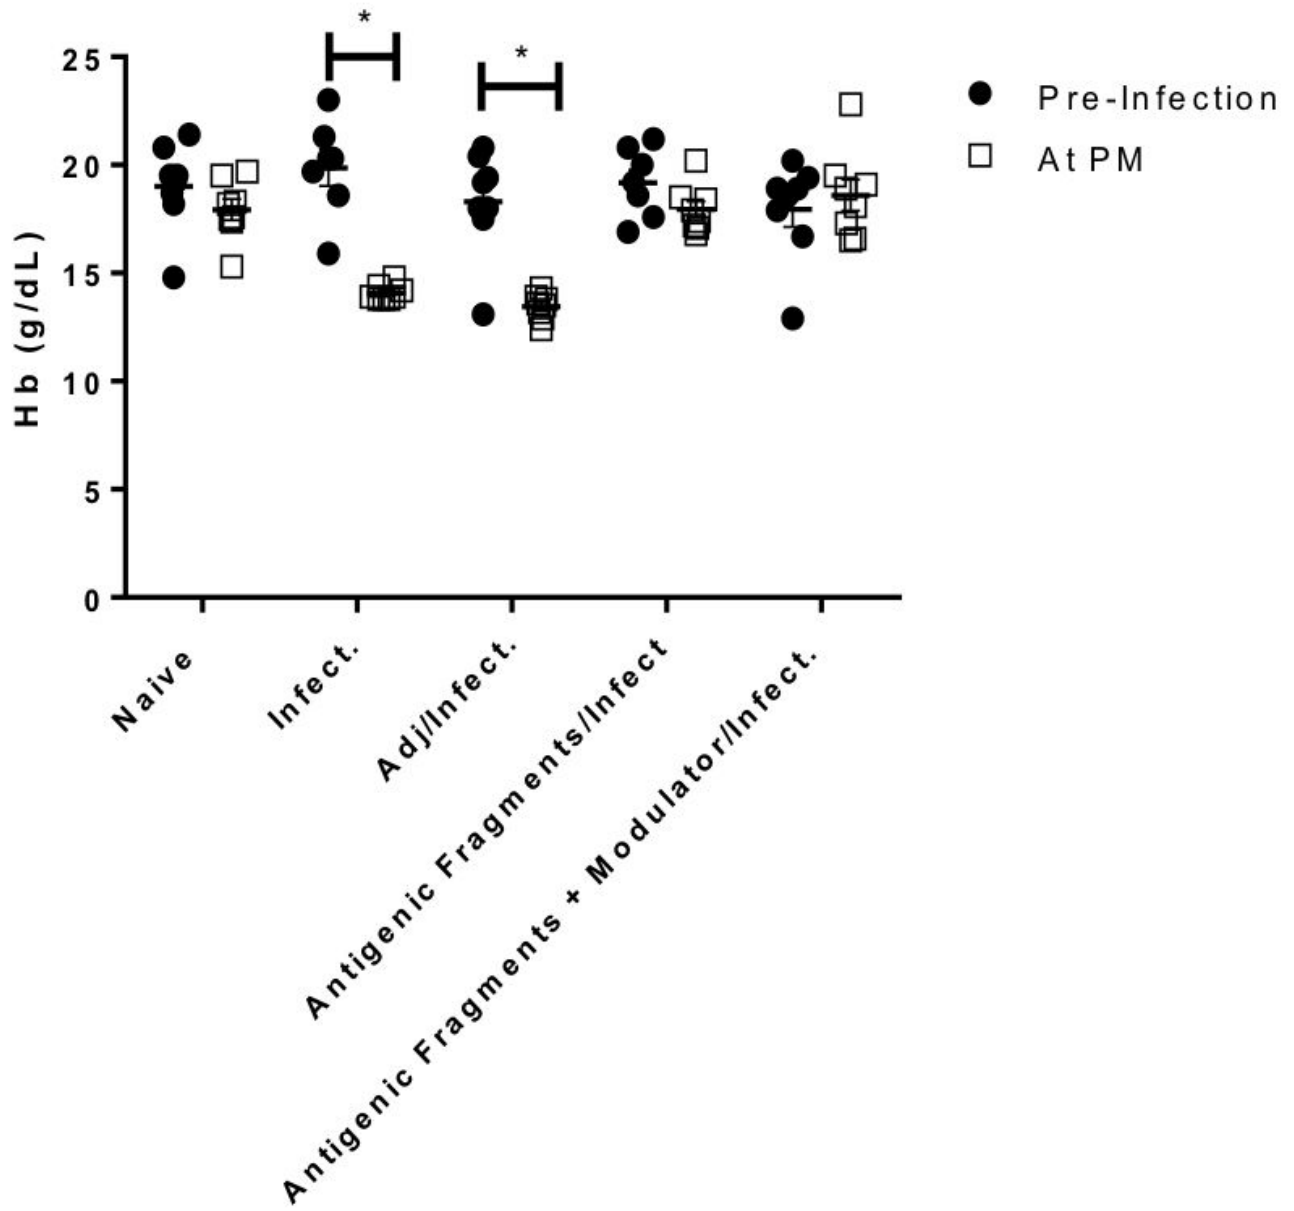 *
*
25
20
15
10
5
0
Hb (g/dL)
Pre-Infection
At PM
Naive
Infect.
Adj/Infect.
Antigenic Fragments/Infect
Antigenic Fragments + Modulator/Infect.